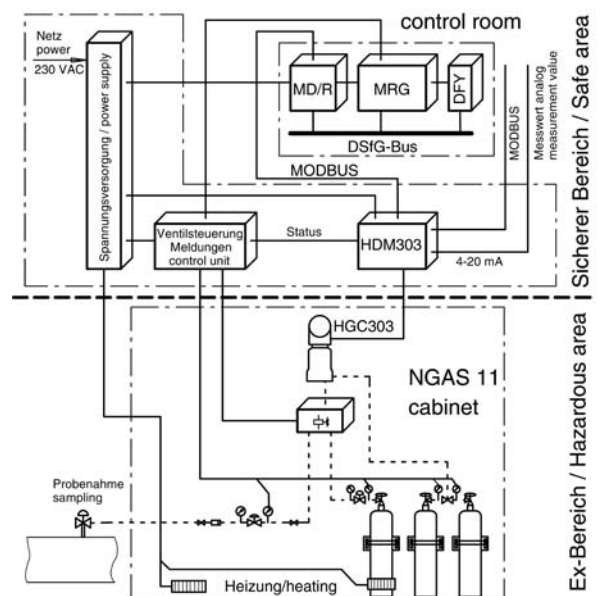 Netz
power
230 VAC
Spannungsversorgung / power supply
control room
MD/R
MRG
DFY
DSfG-Bus
MODBUS
MODBUS
Messwert analog
measurement value
Sicherer Bereich / Safe area
Ventilsteuerung
Meldungen
control unit
Status
HDM303
4-20 mA
HGC303
NGAS 11
cabinet
Probenahme
sampling
Heizung/heating
Ex-Bereich / Hazardous area